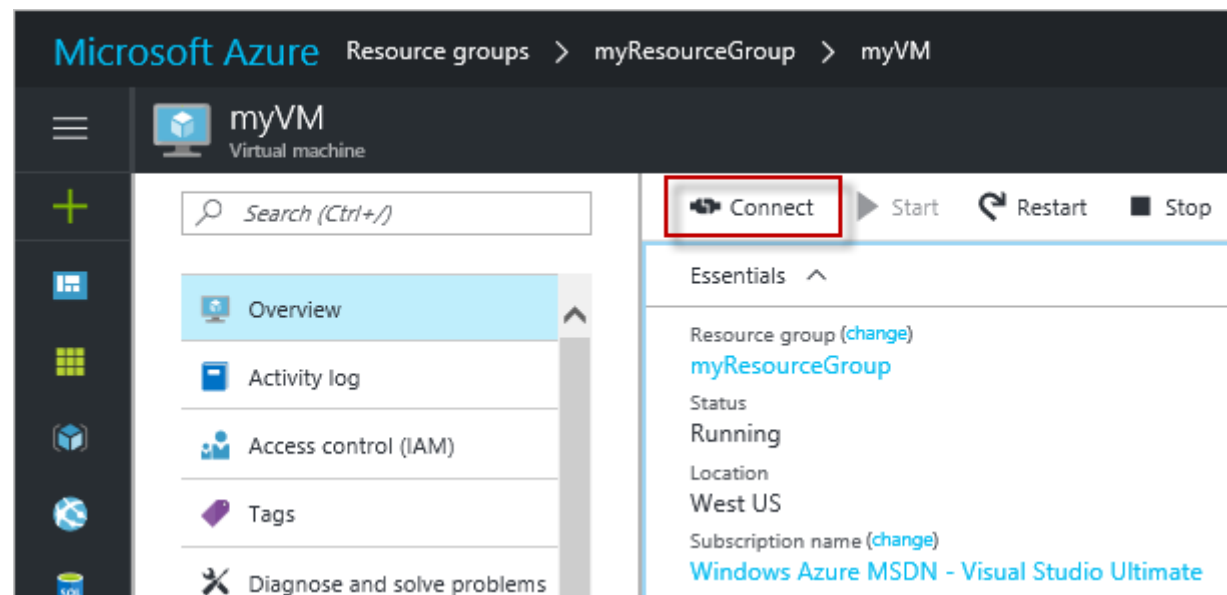 Microsoft Azure Resource groups > myResourceGroup > myVM
myVM
Virtual machine
Search (Ctrl+/)
Overview
Activity log
Access control (IAM)
Tags
Diagnose and solve problems
Connect Start Restart Stop
Essentials
Resource group (change)
myResourceGroup
Status
Running
Location
West US
Subscription name (change)
Windows Azure MSDN - Visual Studio Ultimate
SQL